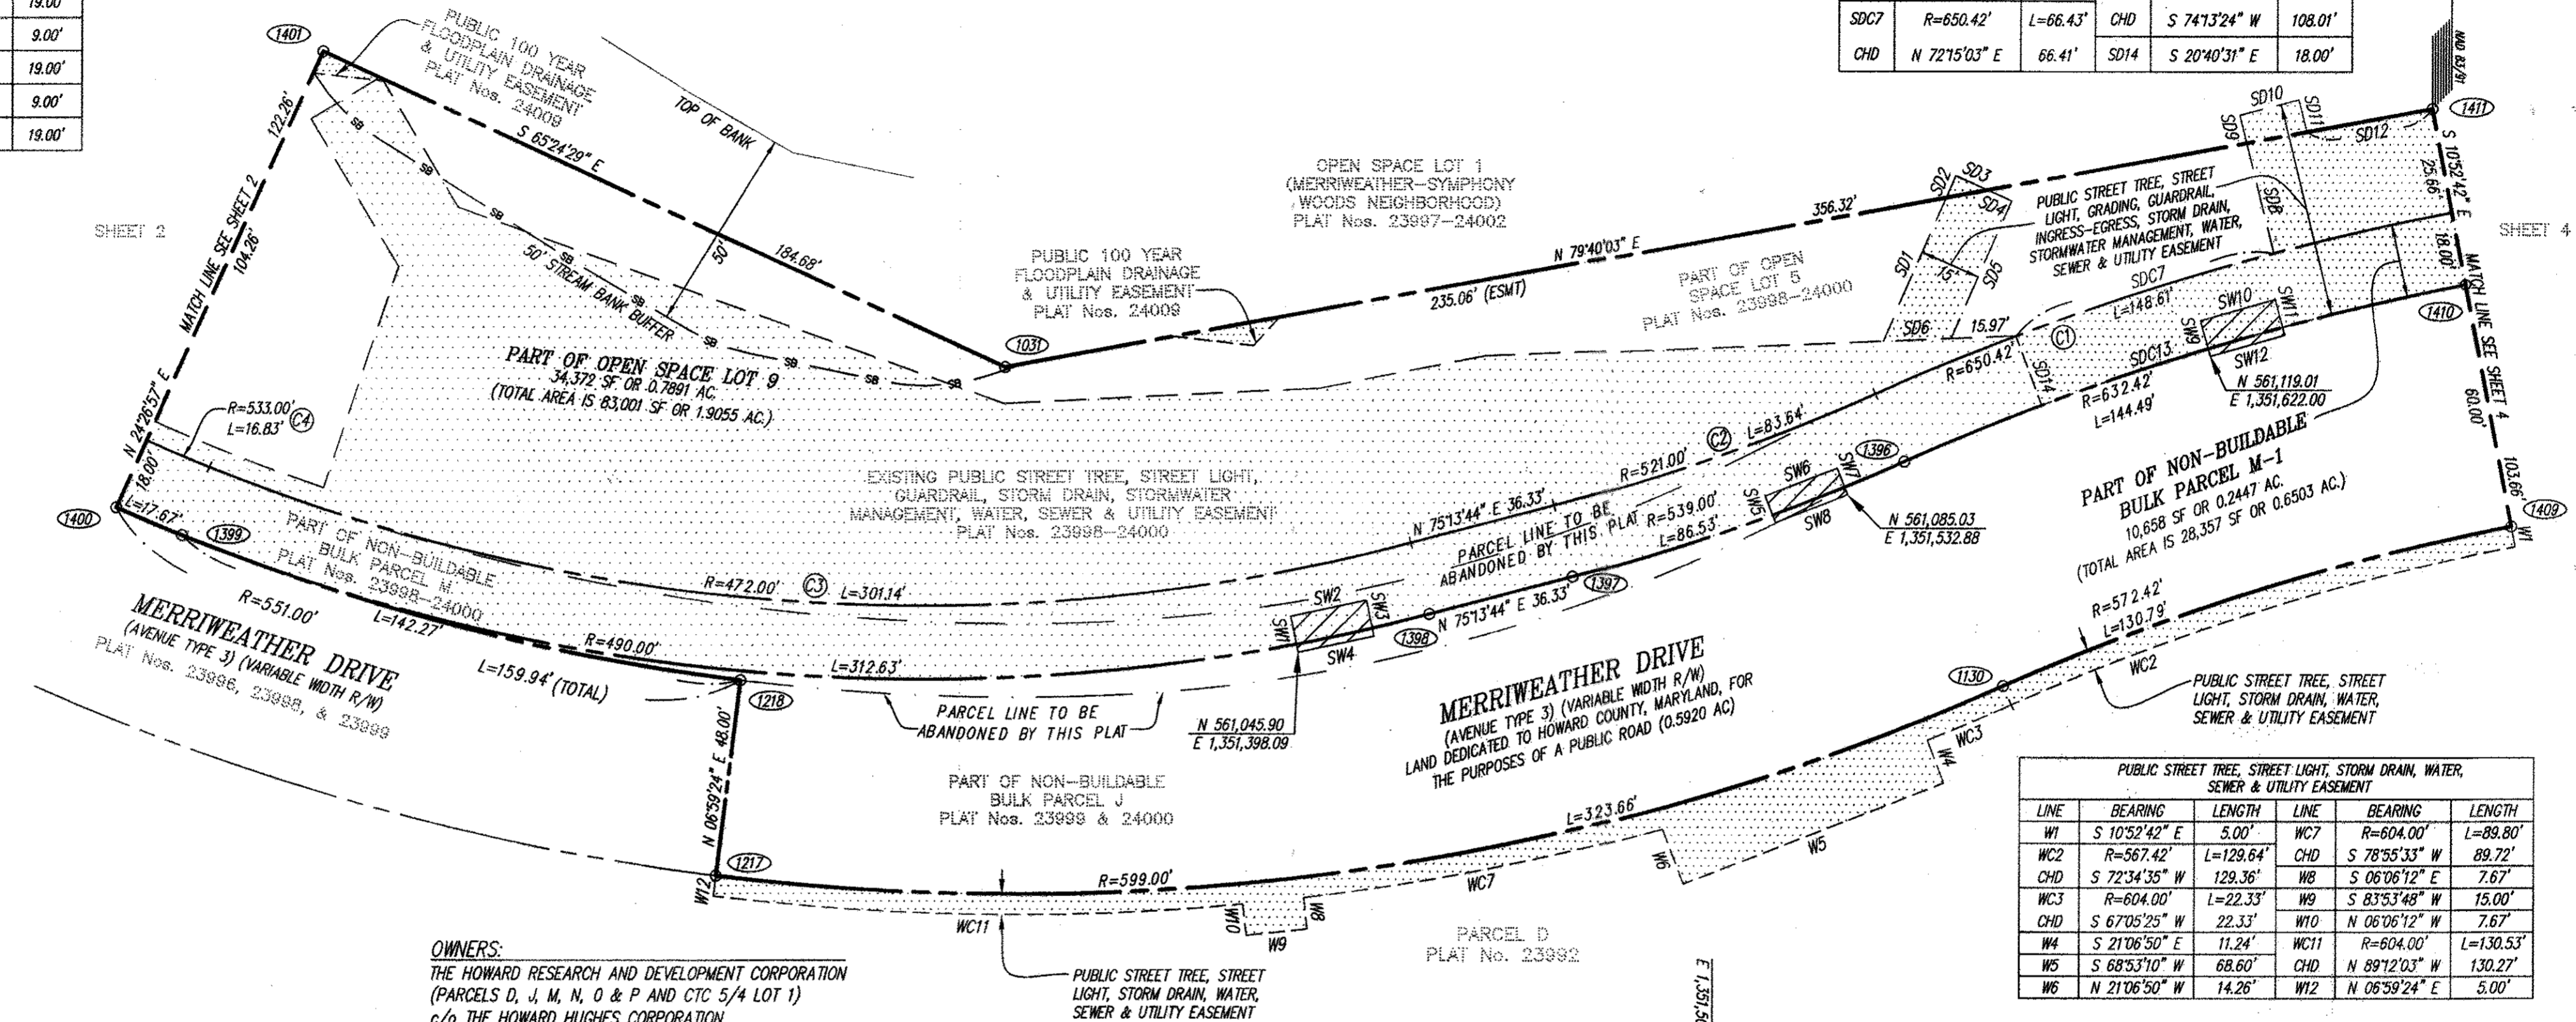 19.00'
9.00'
19.00'
9.00'
19.00'
SDC7 R=650.42' L=66.43' CHD S 74°13'24" W 108.01'
CHD N 72°15'03" E 66.41' SD14 S 20°40'31" E 18.00'
NAD 83/91
1401
PUBLIC 100 YEAR
FLOODPLAIN DRAINAGE
& UTILITY EASEMENT
PLAT Nos. 24009
TOP OF BANK
122.26'
S 65°24'29" E
184.68'
50'
SB
SB
SB
SB
SB
SB
SB
SB
SB
50' STREAM BANK BUFFER
SHEET 2
MATCH LINE SEE SHEET 2
104.26'
N 24°26'57" E
18.00'
OPEN SPACE LOT 1
(MERRIWEATHER-SYMPHONY
WOODS NEIGHBORHOOD)
PLAT Nos. 23997-24002
PUBLIC 100 YEAR
FLOODPLAIN DRAINAGE
& UTILITY EASEMENT
PLAT Nos. 24009
1031
N 79°40'03" E
356.32'
235.06' (ESMT)
PART OF OPEN
SPACE LOT 5
PLAT Nos. 23998-24000
SD1
SD2
SD3
SD4
SD5
SD6
15'
15.97'
SD8
SD9
SD10
SD11
SD12
PUBLIC STREET TREE, STREET
LIGHT, GRADING, GUARDRAIL,
INGRESS-EGRESS, STORM DRAIN,
STORMWATER MANAGEMENT, WATER,
SEWER & UTILITY EASEMENT
1411
S 10°52'42" E
25.66'
18.00'
MATCH LINE SEE SHEET 4
60.00'
103.66'
SHEET 4
1410
1409
W1
PART OF OPEN SPACE LOT 9
34,372 SF OR 0.7891 AC.
(TOTAL AREA IS 83,001 SF OR 1.9055 AC.)
R=533.00' C4
L=16.83'
SDC7
L=148.61'
C1
R=650.42'
SD14
SDC13
R=632.42'
L=144.49'
SW9
SW10
SW11
SW12
N 561,119.01
E 1,351,622.00
1400
L=17.67'
1399
PART OF NON-BUILDABLE
BULK PARCEL M
PLAT Nos. 23998-24000
EXISTING PUBLIC STREET TREE, STREET LIGHT,
GUARDRAIL, STORM DRAIN, STORMWATER
MANAGEMENT, WATER, SEWER & UTILITY EASEMENT
PLAT Nos. 23998-24000
R=521.00'
C2
L=83.64'
N 75°13'44" E 36.33'
PARCEL LINE TO BE
ABANDONED BY THIS PLAT
R=539.00'
L=86.53'
1396
SW5
SW6
SW7
SW8
N 561,085.03
E 1,351,532.88
PART OF NON-BUILDABLE
BULK PARCEL M-1
10,658 SF OR 0.2447 AC.
(TOTAL AREA IS 28,357 SF OR 0.6503 AC.)
R=472.00'
C3
L=301.14'
R=551.00'
L=142.27'
MERRIWEATHER DRIVE
(AVENUE TYPE 3) (VARIABLE WIDTH R/W)
PLAT Nos. 23996, 23998, & 23999
L=159.94' (TOTAL)
R=490.00'
L=312.63'
1218
SW1
SW2
SW3
SW4
1398
N 75°13'44" E 36.33'
1397
N 561,045.90
E 1,351,398.09
PARCEL LINE TO BE
ABANDONED BY THIS PLAT
MERRIWEATHER DRIVE
(AVENUE TYPE 3) (VARIABLE WIDTH R/W)
LAND DEDICATED TO HOWARD COUNTY, MARYLAND, FOR
THE PURPOSES OF A PUBLIC ROAD (0.5920 AC)
R=572.42'
L=130.79'
1130
WC2
WC3
W4
PUBLIC STREET TREE, STREET
LIGHT, STORM DRAIN, WATER,
SEWER & UTILITY EASEMENT
N 06°59'24" E 48.00'
PART OF NON-BUILDABLE
BULK PARCEL J
PLAT Nos. 23999 & 24000
L=323.66'
W5
W6
1217
W12
R=599.00'
WC7
WC11
W10
W9
W8
PARCEL D
PLAT No. 23992
PUBLIC STREET TREE, STREET LIGHT, STORM DRAIN, WATER,
SEWER & UTILITY EASEMENT
LINE BEARING LENGTH LINE BEARING LENGTH
W1 S 10°52'42" E 5.00' WC7 R=604.00' L=89.80'
WC2 R=567.42' L=129.64' CHD S 78°55'33" W 89.72'
CHD S 72°34'35" W 129.36' W8 S 06°06'12" E 7.67'
WC3 R=604.00' L=22.33' W9 S 83°53'48" W 15.00'
CHD S 67°05'25" W 22.33' W10 N 06°06'12" W 7.67'
W4 S 21°06'50" E 11.24' WC11 R=604.00' L=130.53'
W5 S 68°53'10" W 68.60' CHD N 89°12'03" W 130.27'
W6 N 21°06'50" W 14.26' W12 N 06°59'24" E 5.00'
OWNERS:
THE HOWARD RESEARCH AND DEVELOPMENT CORPORATION
(PARCELS D, J, M, N, O & P AND CTC 5/4 LOT 1)
c/o THE HOWARD HUGHES CORPORATION
PUBLIC STREET TREE, STREET
LIGHT, STORM DRAIN, WATER,
SEWER & UTILITY EASEMENT